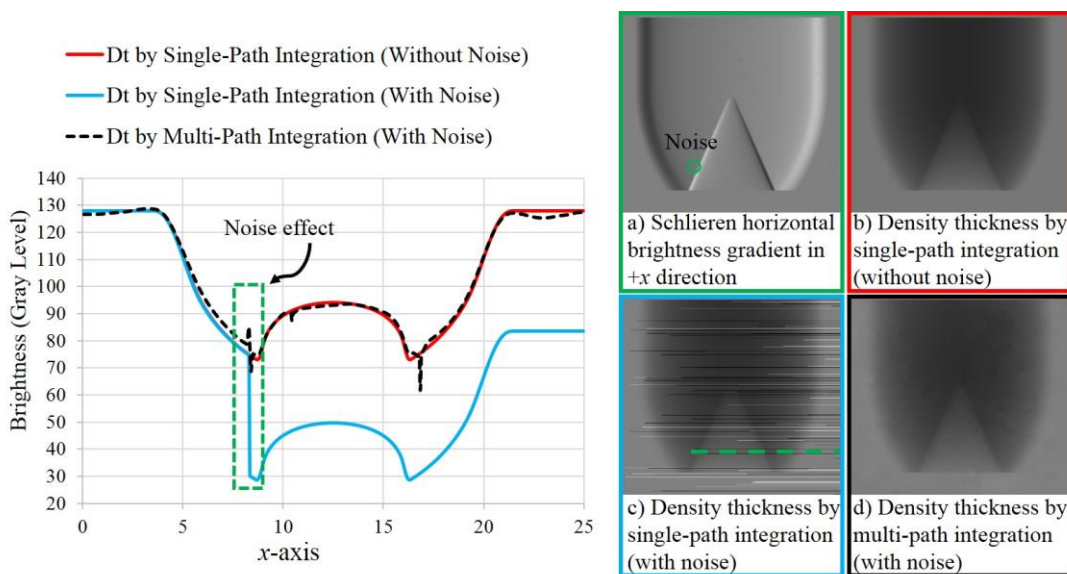 Dt by Single-Path Integration (Without Noise)
Dt by Single-Path Integration (With Noise)
Dt by Multi-Path Integration (With Noise)
Brightness (Gray Level)
140
130
120
110
100
90
80
70
60
50
40
30
20
Noise effect
0
5
10
15
20
25
x-axis
Noise
a) Schlieren horizontal
brightness gradient in
+x direction
b) Density thickness by
single-path integration
(without noise)
c) Density thickness by
single-path integration
(with noise)
d) Density thickness by
multi-path integration
(with noise)